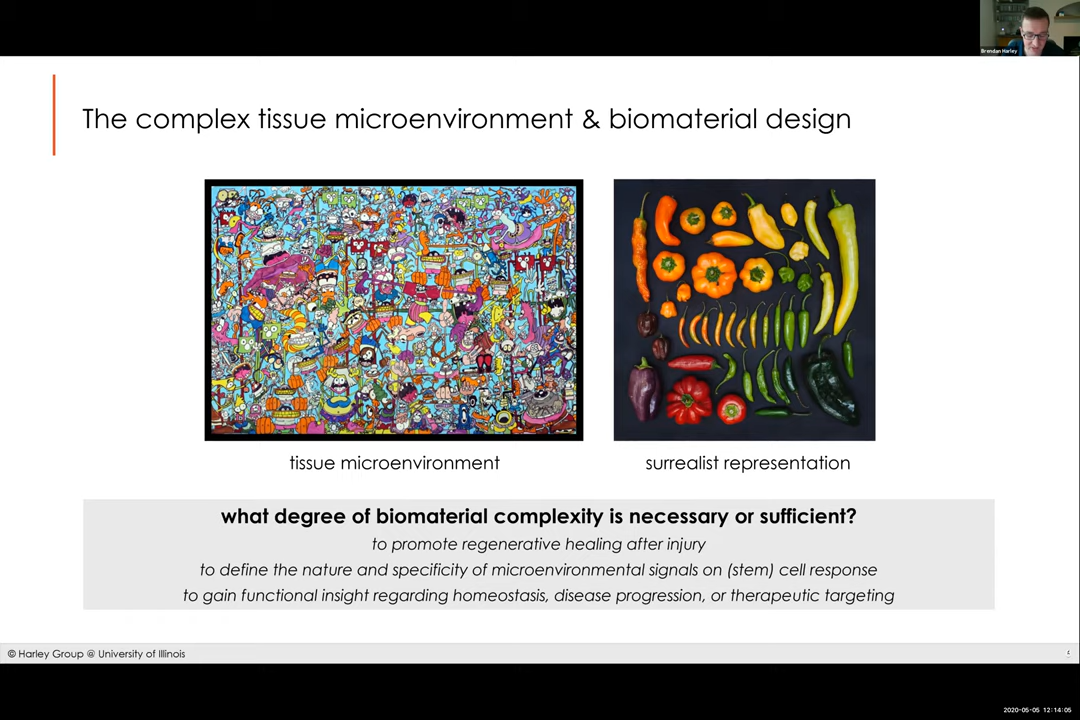 Brendan Harley
The complex tissue microenvironment & biomaterial design
tissue microenvironment
surrealist representation
what degree of biomaterial complexity is necessary or sufficient?
to promote regenerative healing after injury
to define the nature and specificity of microenvironmental signals on (stem) cell response
to gain functional insight regarding homeostasis, disease progression, or therapeutic targeting
© Harley Group @ University of Illinois
2020-05-05 12:14:05